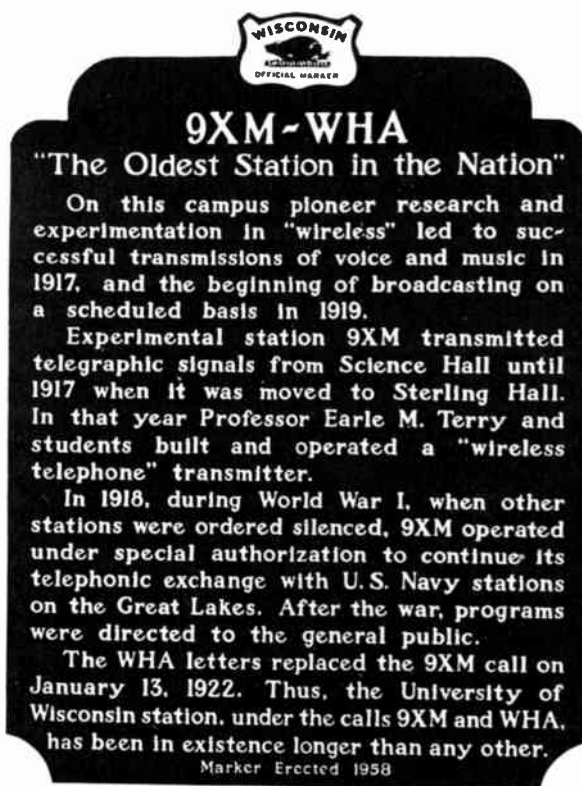 WISCONSIN
OFFICIAL MARKER
9XM~WHA
"The Oldest Station in the Nation"
On this campus pioneer research and
experimentation in "wireless" led to suc~
cessful transmissions of voice and music in
1917, and the beginning of broadcasting on
a scheduled basis in 1919.
Experimental station 9XM transmitted
telegraphic signals from Science Hall until
1917 when it was moved to Sterling Hall.
In that year Professor Earle M. Terry and
students built and operated a "wireless
telephone" transmitter.
In 1918, during World War I, when other
stations were ordered silenced, 9XM operated
under special authorization to continue its
telephonic exchange with U.S. Navy stations
on the Great Lakes. After the war, programs
were directed to the general public.
The WHA letters replaced the 9XM call on
January 13, 1922. Thus, the University of
Wisconsin station, under the calls 9XM and WHA,
has been in existence longer than any other.
Marker Erected 1958